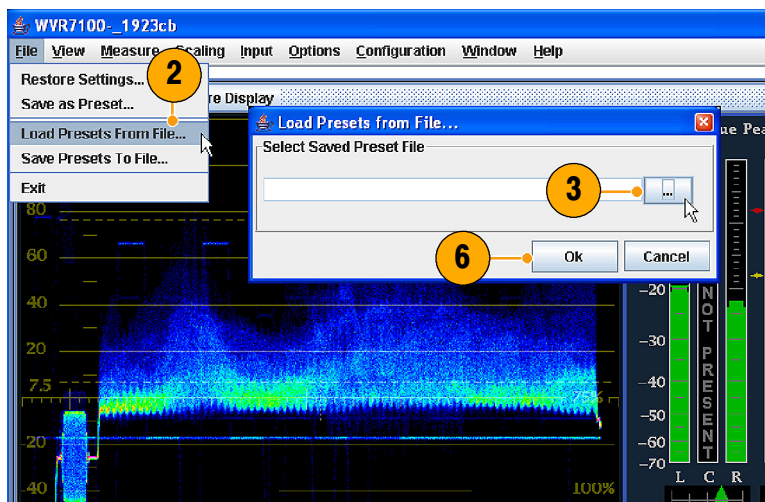 WVR7100-_1923cb
File View Measure Scaling Input Options Configuration Window Help
Restore Settings...
2
Save as Preset...
re Display
Load Presets From File...
Save Presets To File...
Exit
Load Presets from File...
Select Saved Preset File
3
...
6
Ok
Cancel
ue Pea
80
60
40
20
7.5
-20
-40
75%
100%
-20
-30
-40
-50
-60
-70
NOT PRESENT
L C R